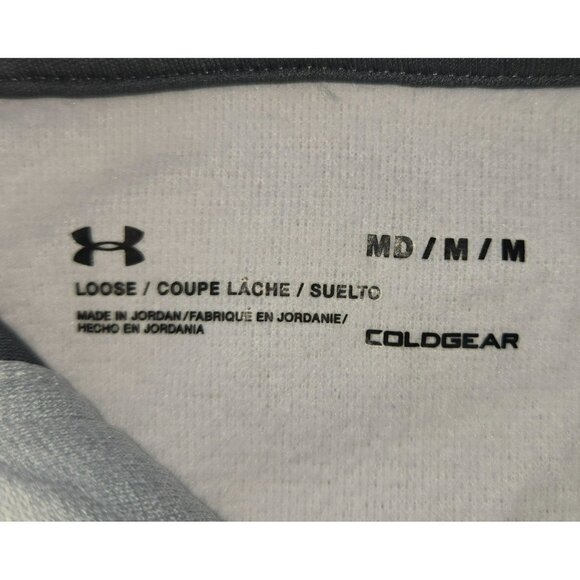 MD / M / M
LOOSE / COUPE LÂCHE / SUELTO
MADE IN JORDAN/FABRIQUÉ EN JORDANIE/
HECHO EN JORDANIA
COLDGEAR